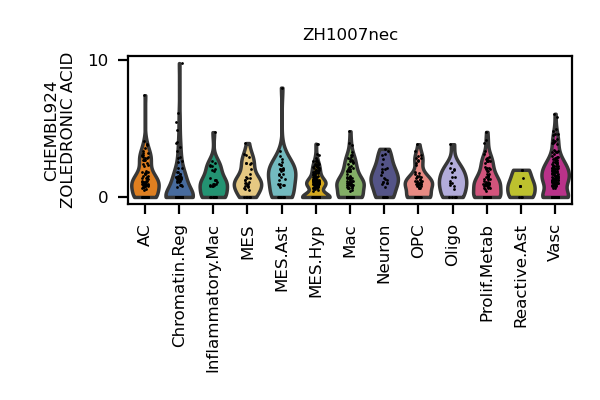 ZH1007nec
CHEMBL924
ZOLEDRONIC ACID
10
0
AC
Chromatin.Reg
Inflammatory.Mac
MES
MES.Ast
MES.Hyp
Mac
Neuron
OPC
Oligo
Prolif.Metab
Reactive.Ast
Vasc